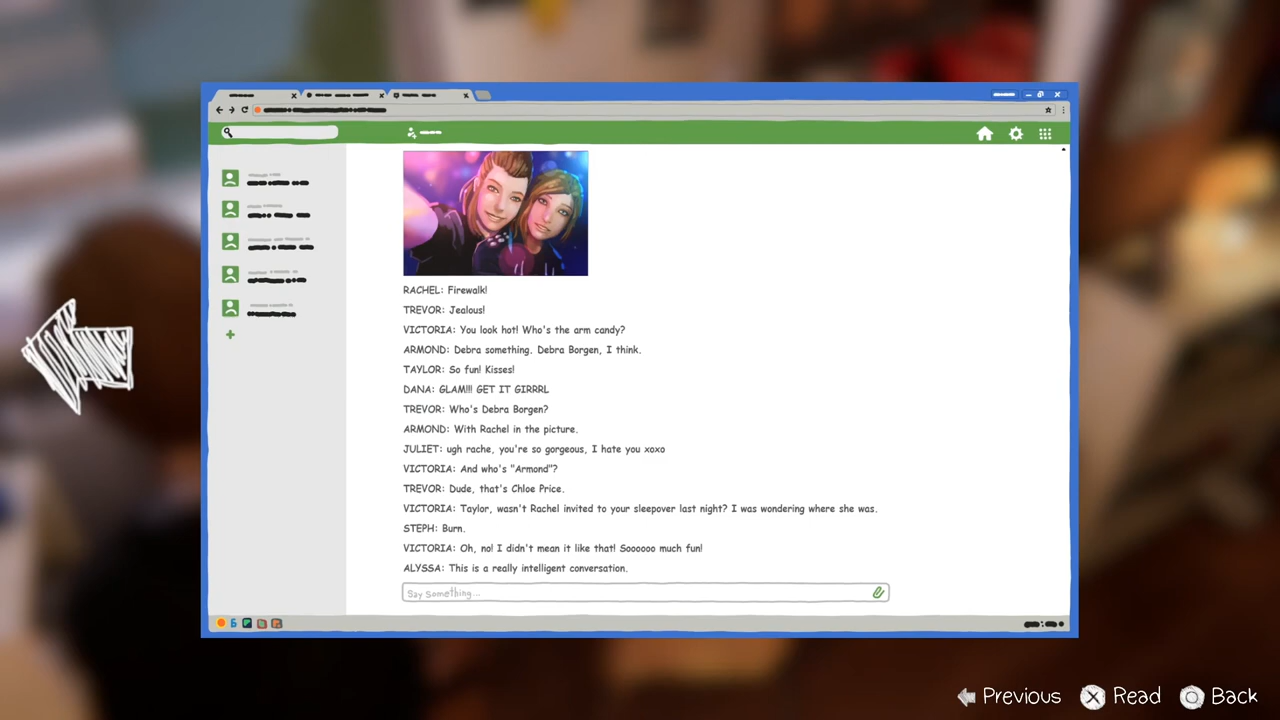 RACHEL: Firewalk!
TREVOR: Jealous!
VICTORIA: You look hot! Who's the arm candy?
ARMOND: Debra something. Debra Borgen, I think.
TAYLOR: So fun! Kisses!
DANA: GLAM!!! GET IT GIRRRL
TREVOR: Who's Debra Borgen?
ARMOND: With Rachel in the picture.
JULIET: ugh rache, you're so gorgeous, I hate you xoxo
VICTORIA: And who's "Armond"?
TREVOR: Dude, that's Chloe Price.
VICTORIA: Taylor, wasn't Rachel invited to your sleepover last night? I was wondering where she was.
STEPH: Burn.
VICTORIA: Oh, no! I didn't mean it like that! Soooooo much fun!
ALYSSA: This is a really intelligent conversation.
Say Something...
Previous Read Back